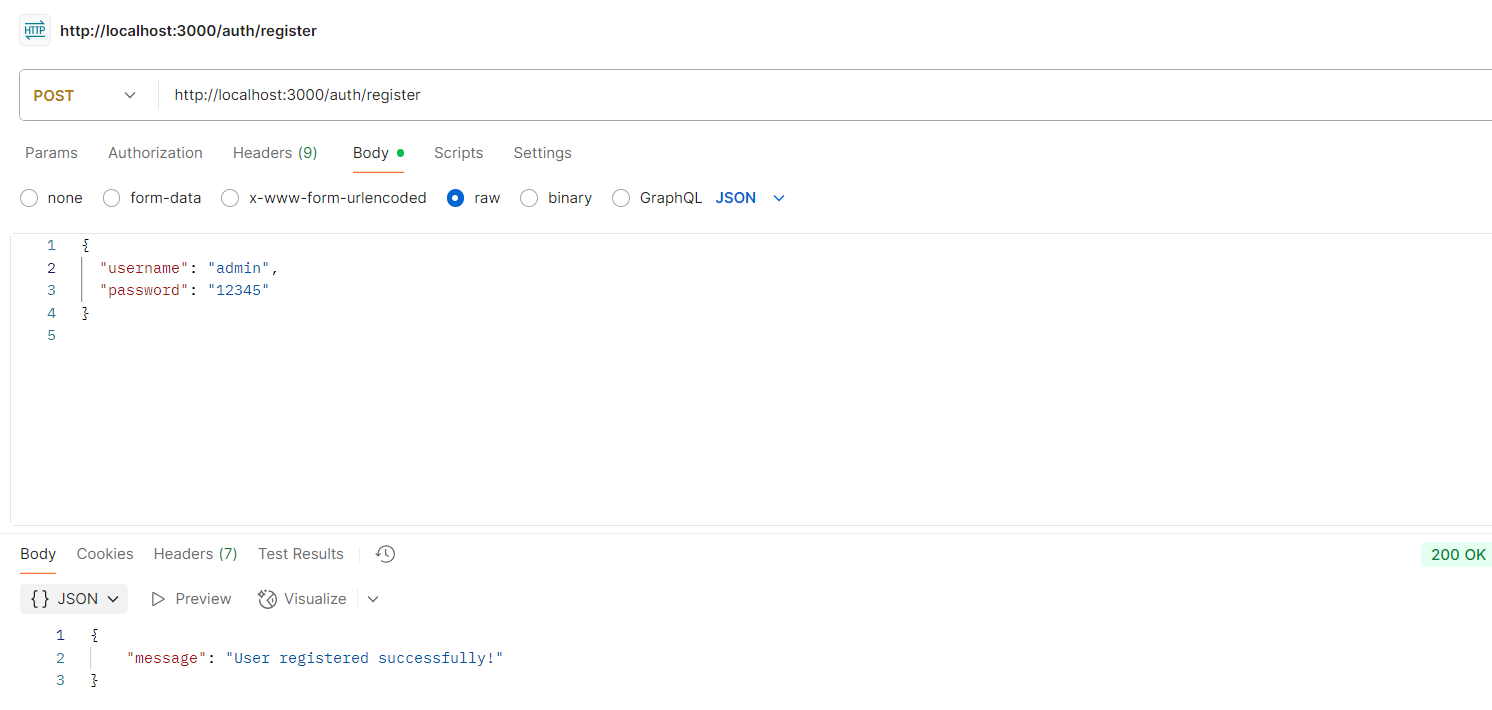 HTTP http://localhost:3000/auth/register
POST http://localhost:3000/auth/register
Params Authorization Headers (9) Body Scripts Settings
none form-data x-www-form-urlencoded raw binary GraphQL JSON
1 {
2 "username": "admin",
3 "password": "12345"
4 }
5
Body Cookies Headers (7) Test Results 200 OK
{} JSON Preview Visualize
1 {
2 "message": "User registered successfully!"
3 }